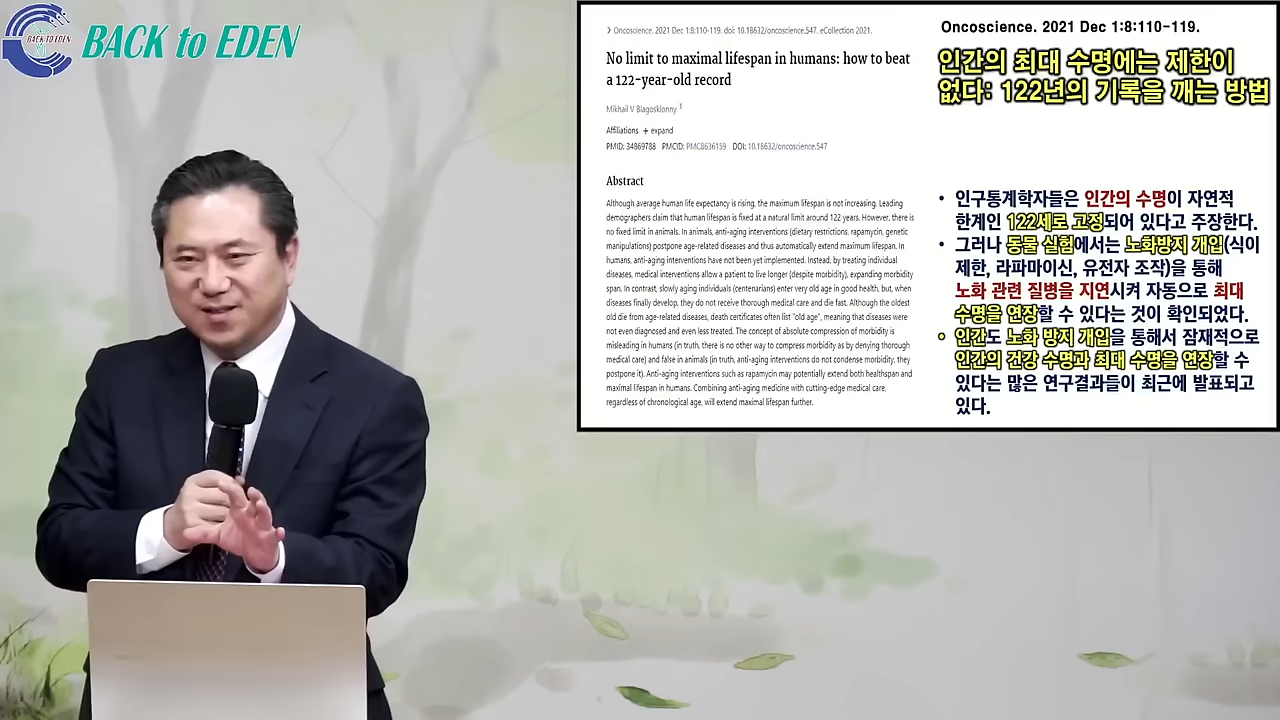 BACK TO EDEN
BACK to EDEN
Oncoscience. 2021 Dec 1:8:110-119. doi: 10.18632/oncoscience.547. eCollection 2021.
No limit to maximal lifespan in humans: how to beat
a 122-year-old record
Mikhail V Blagosklonny 1
Affiliations + expand
PMID: 34869788 PMCID: PMC8636159 DOI: 10.18632/oncoscience.547
Abstract
Although average human life expectancy is rising, the maximum lifespan is not increasing. Leading
demographers claim that human lifespan is fixed at a natural limit around 122 years. However, there is
no fixed limit in animals. In animals, anti-aging interventions (dietary restrictions, rapamycin, genetic
manipulations) postpone age-related diseases and thus automatically extend maximum lifespan. In
humans, anti-aging interventions have not been yet implemented. Instead, by treating individual
diseases, medical interventions allow a patient to live longer (despite morbidity), expanding morbidity
span. In contrast, slowly aging individuals (centenarians) enter very old age in good health, but, when
diseases finally develop, they do not receive thorough medical care and die fast. Although the oldest
old die from age-related diseases, death certificates often list "old age", meaning that diseases were
not even diagnosed and even less treated. The concept of absolute compression of morbidity is
misleading in humans (in truth, there is no other way to compress morbidity as by denying thorough
medical care) and false in animals (in truth, anti-aging interventions do not condense morbidity, they
postpone it). Anti-aging interventions such as rapamycin may potentially extend both healthspan and
maximal lifespan in humans. Combining anti-aging medicine with cutting-edge medical care,
regardless of chronological age, will extend maximal lifespan further.
Oncoscience. 2021 Dec 1:8:110-119.
인간의 최대 수명에는 제한이
없다: 122년의 기록을 깨는 방법
• 인구통계학자들은 인간의 수명이 자연적
한계인 122세로 고정되어 있다고 주장한다.
• 그러나 동물 실험에서는 노화방지 개입(식이
제한, 라파마이신, 유전자 조작)을 통해
노화 관련 질병을 지연시켜 자동으로 최대
수명을 연장할 수 있다는 것이 확인되었다.
• 인간도 노화 방지 개입을 통해서 잠재적으로
인간의 건강 수명과 최대 수명을 연장할 수
있다는 많은 연구결과들이 최근에 발표되고
있다.